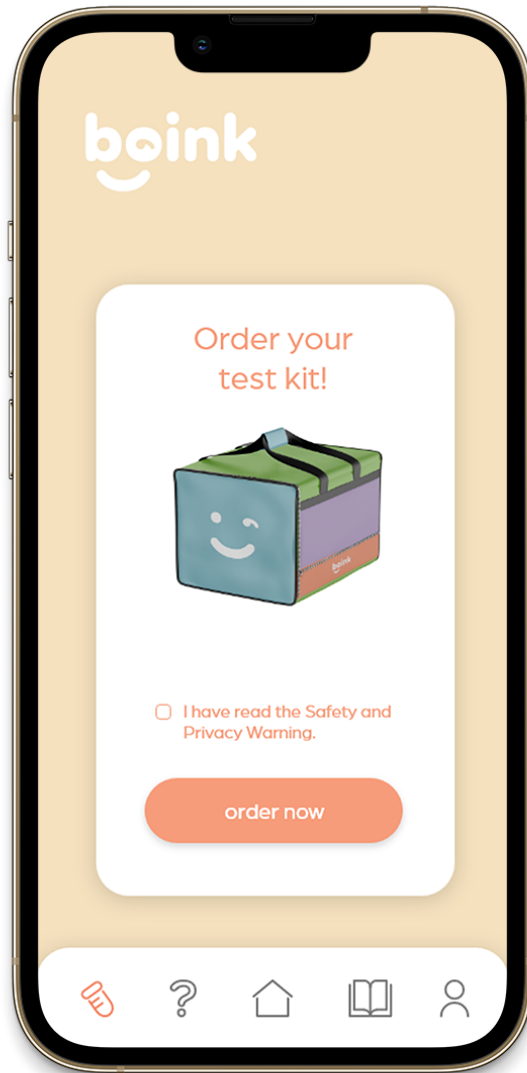 boink
Order your
test kit!
boink
I have read the Safety and
Privacy Warning.
order now
?